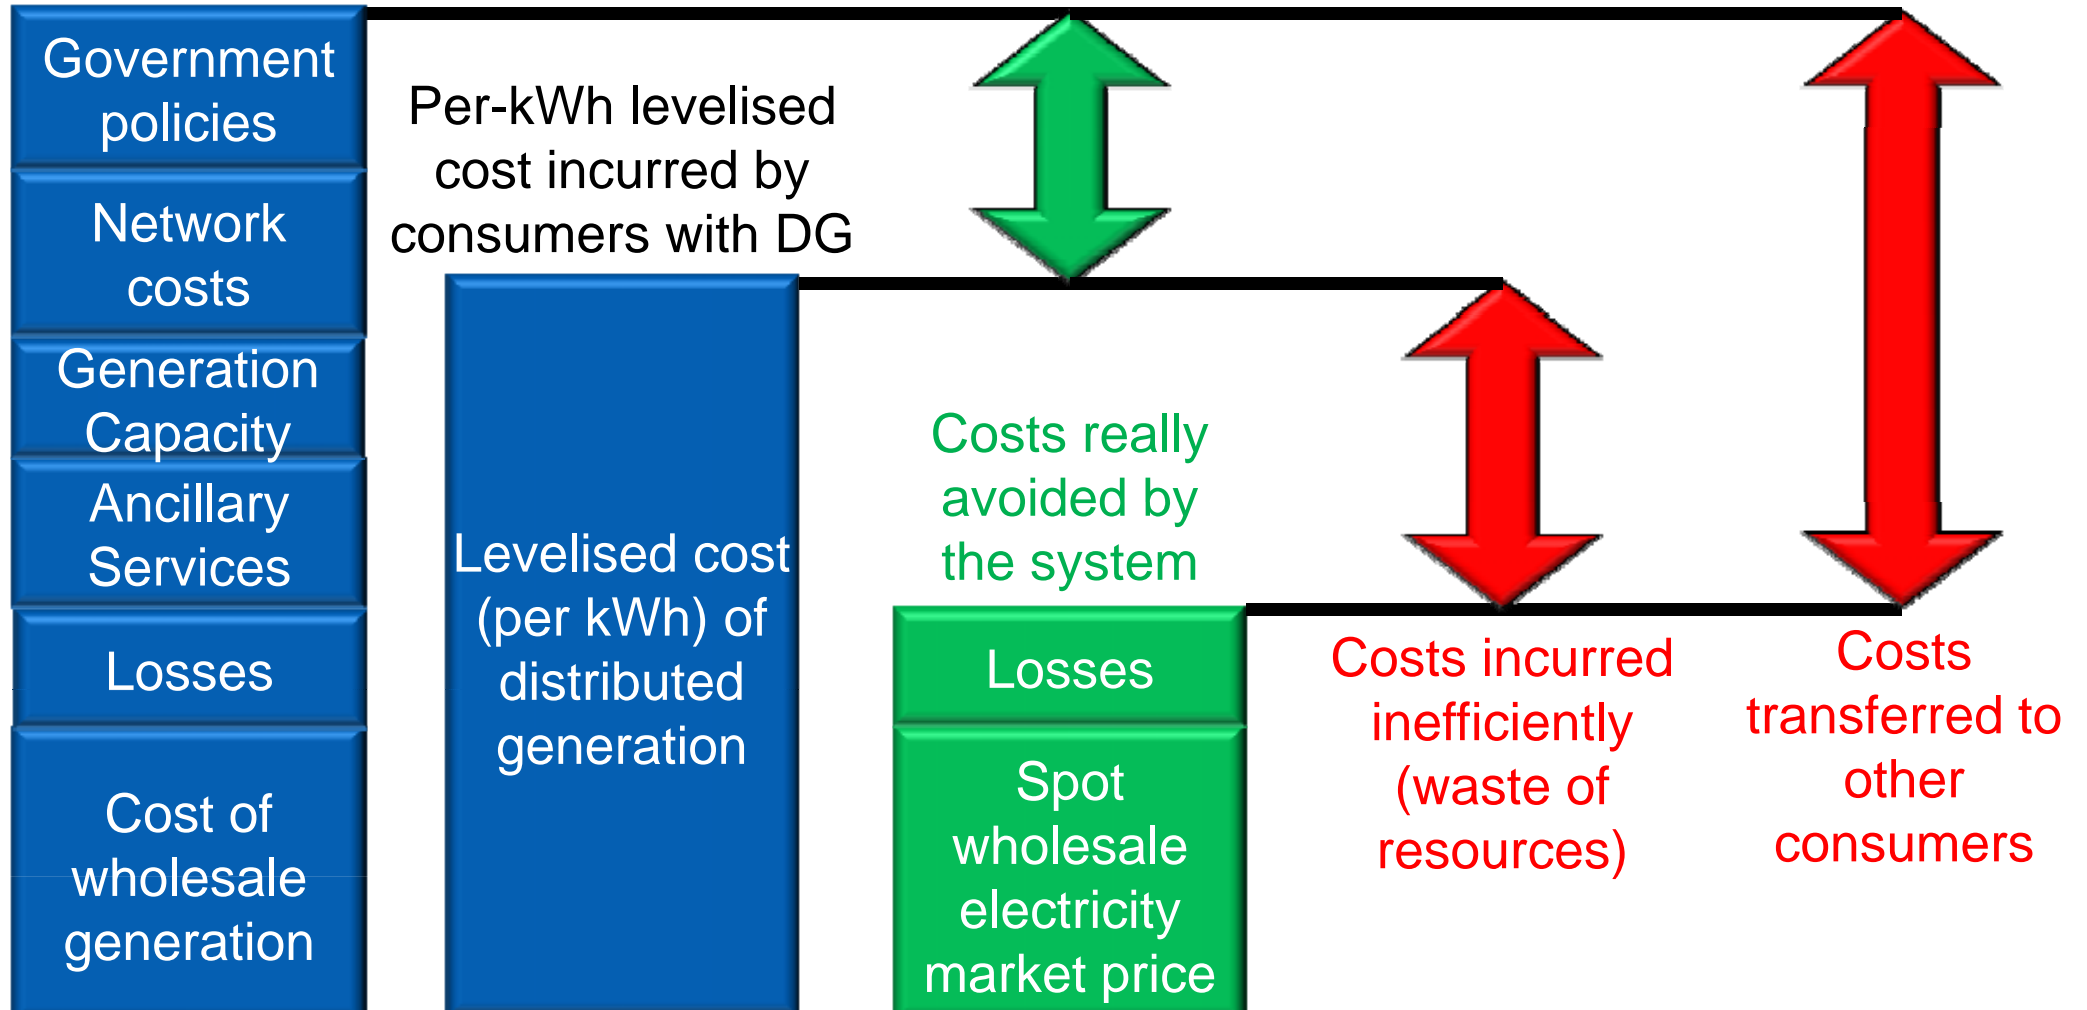 Government
policies
Network
costs
Generation
Capacity
Ancillary
Services
Losses
Cost of
wholesale
generation
Per-kWh levelised
cost incurred by
consumers with DG
Levelised cost
(per kWh) of
distributed
generation
Costs really
avoided by
the system
Losses
Spot
wholesale
electricity
market price
Costs incurred
inefficiently
(waste of
resources)
Costs
transferred to
other
consumers